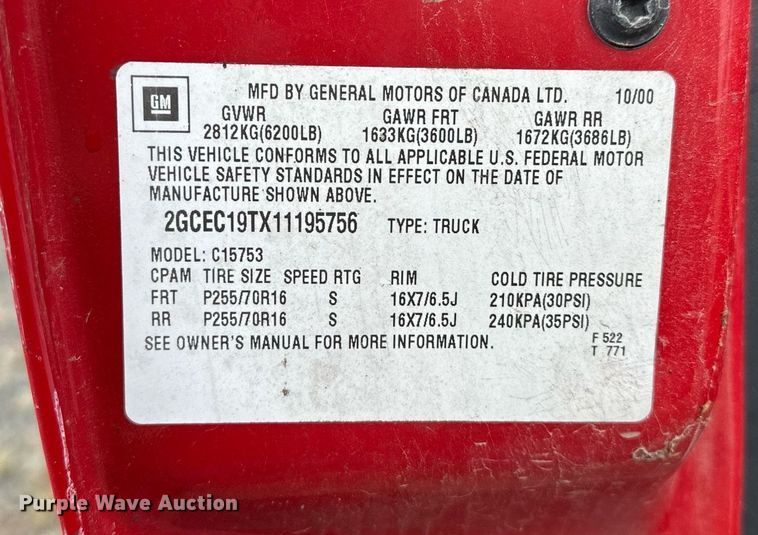 GM
MFD BY GENERAL MOTORS OF CANADA LTD. 10/00
GVWR GAWR FRT GAWR RR
2812KG(6200LB) 1633KG(3600LB) 1672KG(3686LB)
THIS VEHICLE CONFORMS TO ALL APPLICABLE U.S. FEDERAL MOTOR
VEHICLE SAFETY STANDARDS IN EFFECT ON THE DATE OF
MANUFACTURE SHOWN ABOVE.
2GCEC19TX11195756 TYPE: TRUCK
MODEL: C15753
CPAM TIRE SIZE SPEED RTG RIM COLD TIRE PRESSURE
FRT P255/70R16 S 16X7/6.5J 210KPA(30PSI)
RR P255/70R16 S 16X7/6.5J 240KPA(35PSI)
SEE OWNER'S MANUAL FOR MORE INFORMATION.
F 522
T 771
Purple Wave Auction